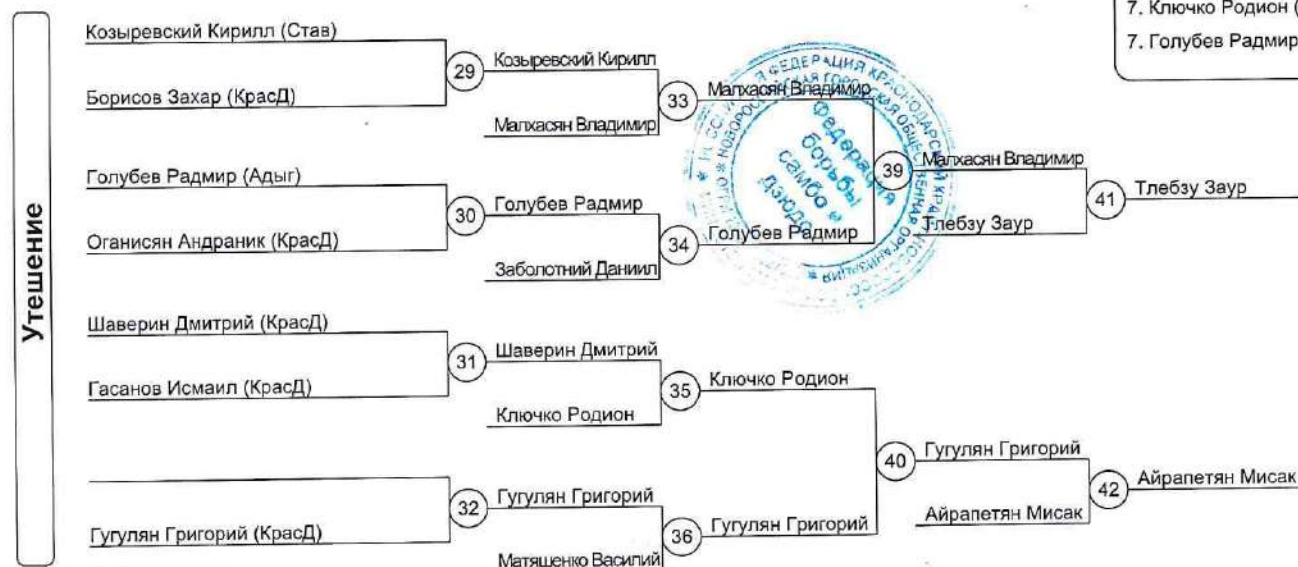 7. Ключко Родион (
7. Голубев Радмир
Утешение
Козыревский Кирилл (Став)
Борисов Захар (КрасД)
29
Козыревский Кирилл
Малхасян Владимир
33
Малхасян Владимир
Голубев Радмир (Адыг)
Оганисян Андраник (КрасД)
30
Голубев Радмир
Заболотний Даниил
34
Голубев Радмир
39
Малхасян Владимир
Тлебзу Заур
41
Тлебзу Заур
Федерация
борьбы
самбо и
дзюдо
Шаверин Дмитрий (КрасД)
Гасанов Исмаил (КрасД)
31
Шаверин Дмитрий
Ключко Родион
35
Ключко Родион
Гугулян Григорий (КрасД)
32
Гугулян Григорий
Матяшенко Василий
36
Гугулян Григорий
40
Гугулян Григорий
Айрапетян Мисак
42
Айрапетян Мисак